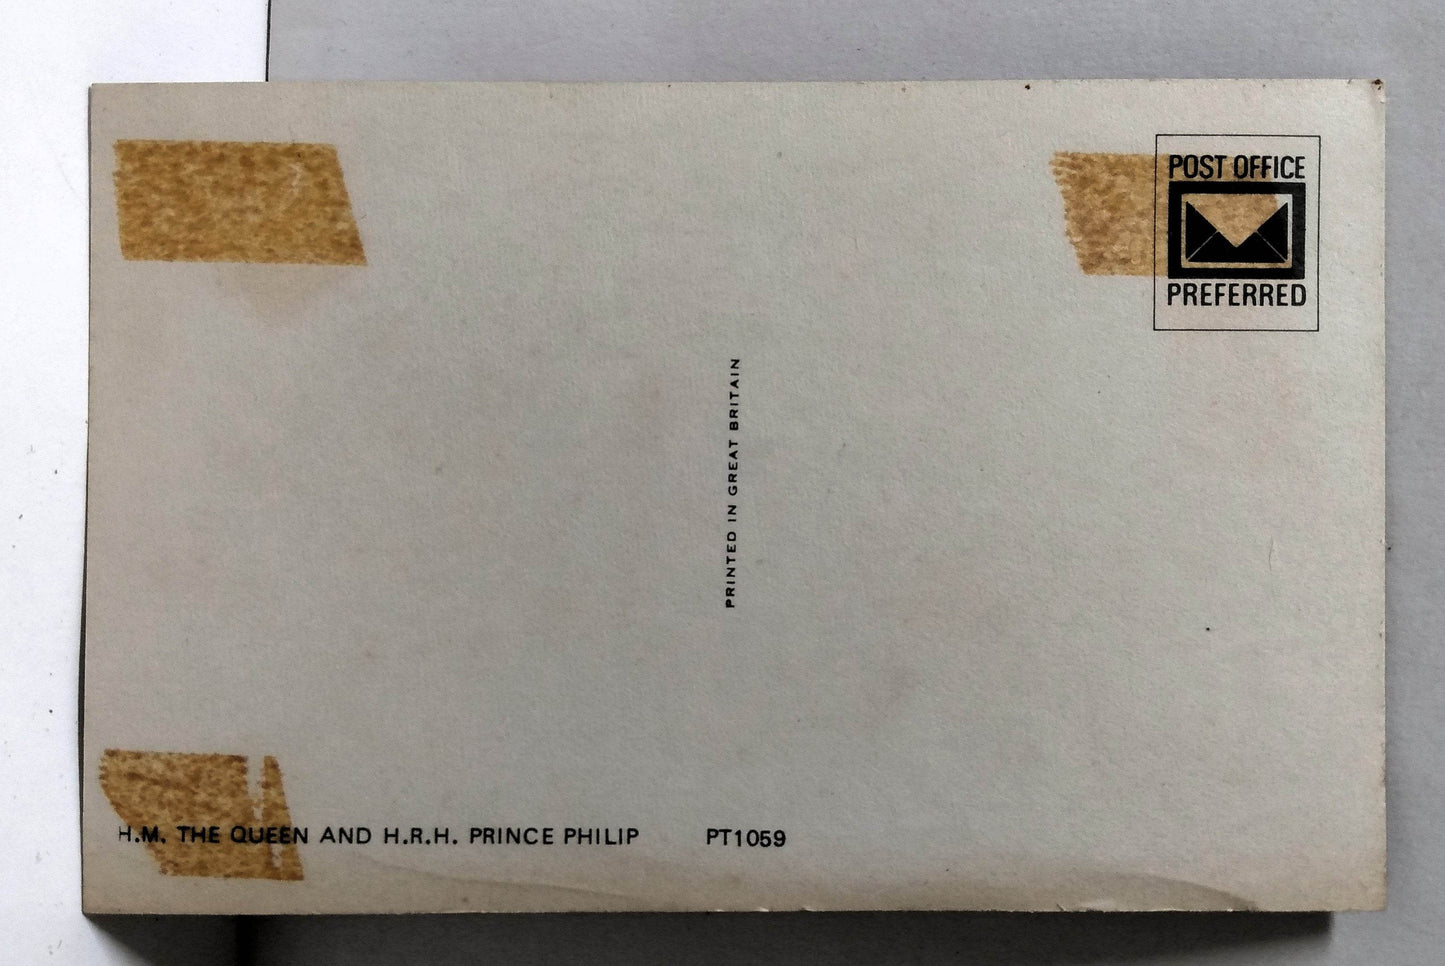 POST OFFICE
PREFERRED
PRINTED IN GREAT BRITAIN
H.M. THE QUEEN AND H.R.H. PRINCE PHILIP PT1059